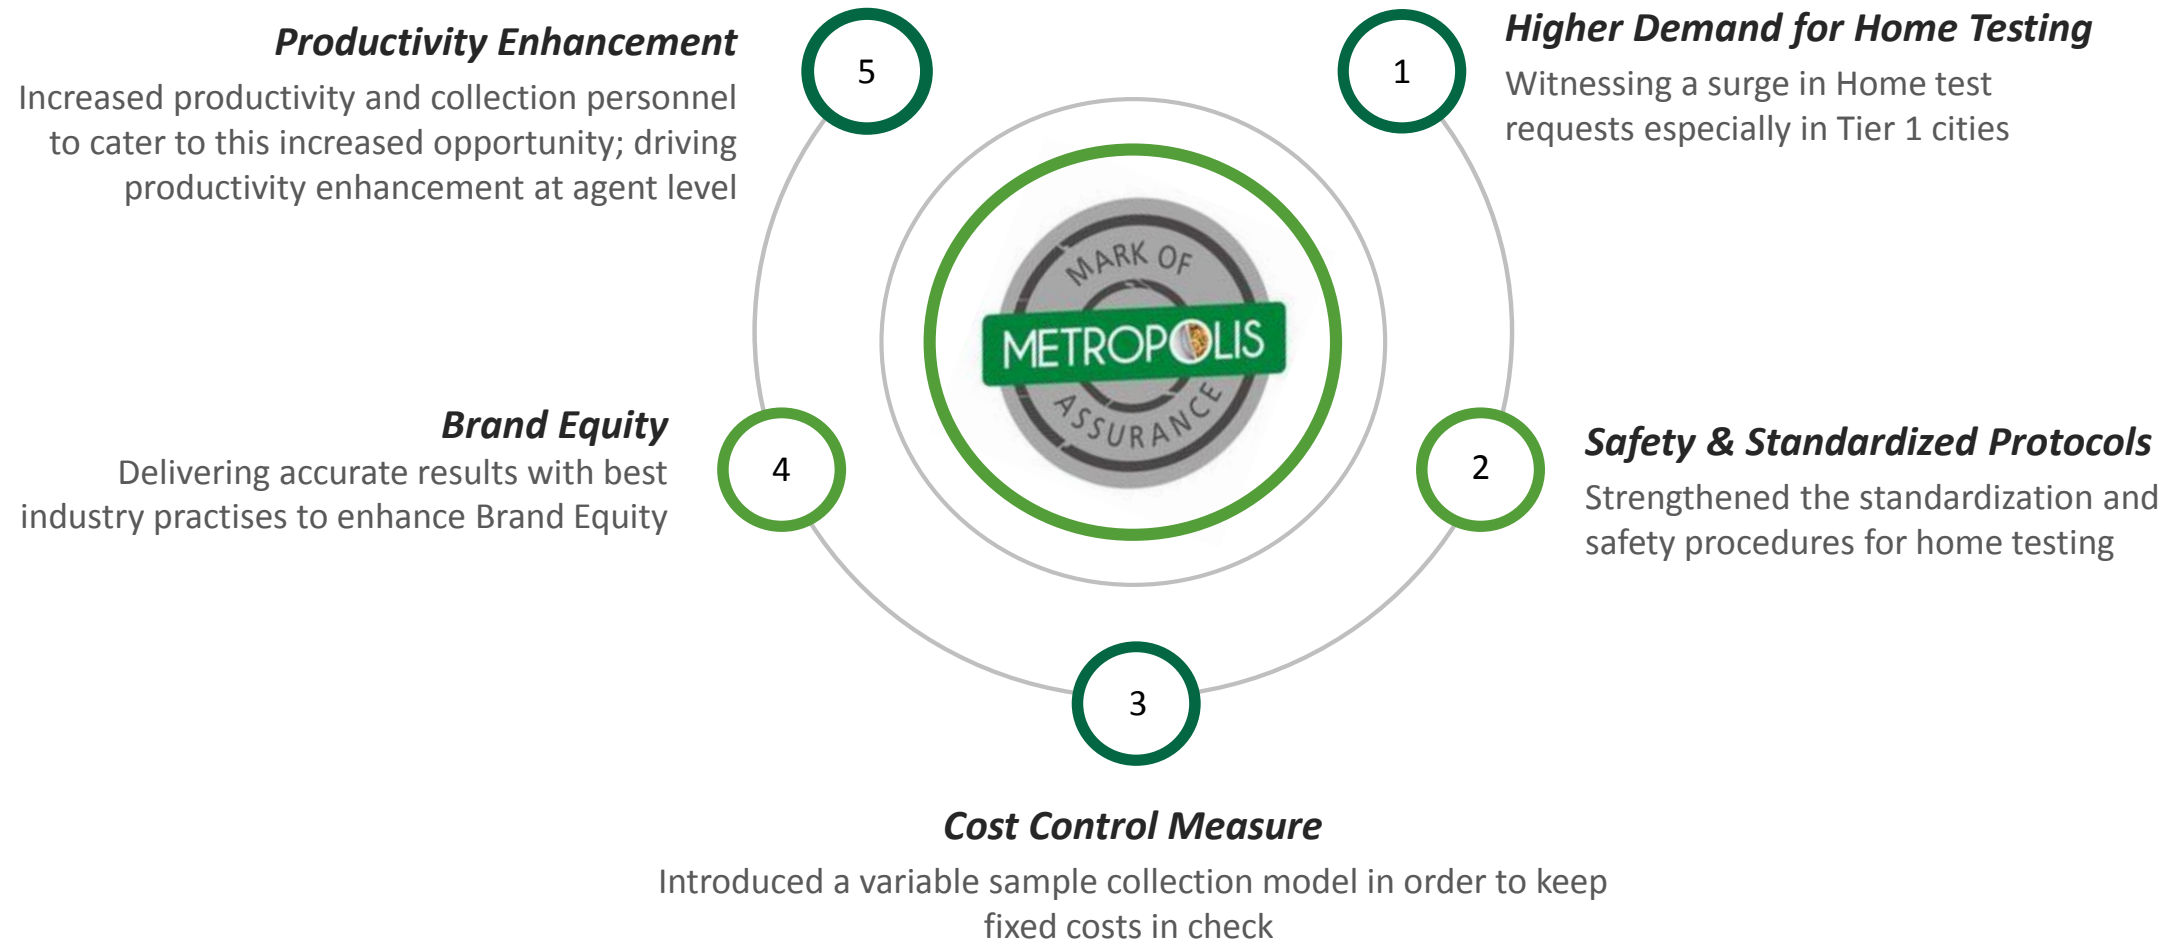 1
Higher Demand for Home Testing
Witnessing a surge in Home test
requests especially in Tier 1 cities
2
Safety & Standardized Protocols
Strengthened the standardization and
safety procedures for home testing
3
Cost Control Measure
Introduced a variable sample collection model in order to keep
fixed costs in check
4
Brand Equity
Delivering accurate results with best
industry practises to enhance Brand Equity
5
Productivity Enhancement
Increased productivity and collection personnel
to cater to this increased opportunity; driving
productivity enhancement at agent level
MARK OF
METROPOLIS
ASSURANCE